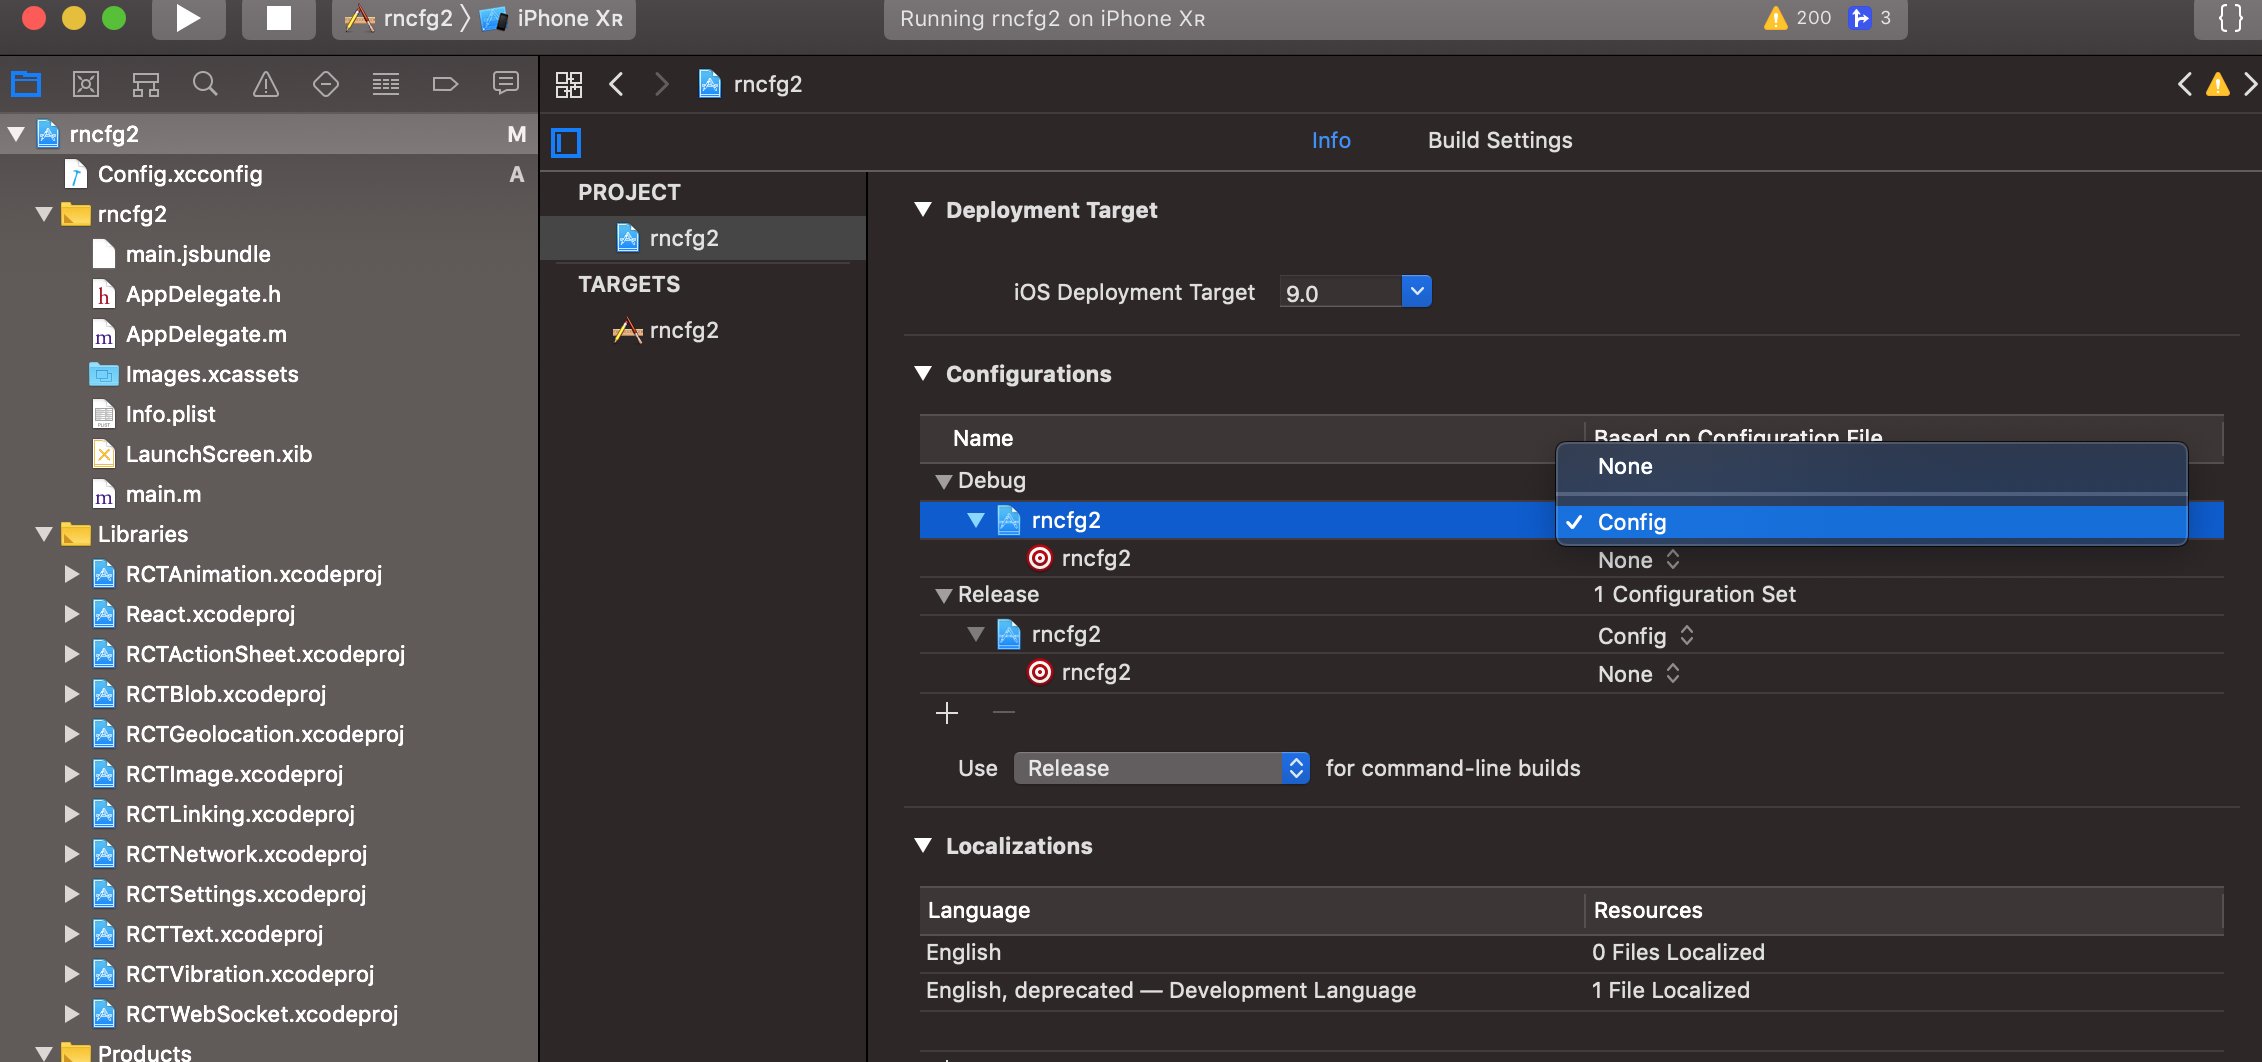 rncfg2 iPhone XR
Running rncfg2 on iPhone XR 200 3
{}
rncfg2
rncfg2 M
Config.xcconfig A
rncfg2
main.jsbundle
AppDelegate.h
AppDelegate.m
Images.xcassets
Info.plist
LaunchScreen.xib
main.m
Libraries
RCTAnimation.xcodeproj
React.xcodeproj
RCTActionSheet.xcodeproj
RCTBlob.xcodeproj
RCTGeolocation.xcodeproj
RCTImage.xcodeproj
RCTLinking.xcodeproj
RCTNetwork.xcodeproj
RCTSettings.xcodeproj
RCTText.xcodeproj
RCTVibration.xcodeproj
RCTWebSocket.xcodeproj
Products
Info Build Settings
PROJECT
rncfg2
TARGETS
rncfg2
Deployment Target
iOS Deployment Target 9.0
Configurations
Name Based on Configuration File
Debug
None
rncfg2 Config
rncfg2 None
Release 1 Configuration Set
rncfg2 Config
rncfg2 None
Use Release for command-line builds
Localizations
Language Resources
English 0 Files Localized
English, deprecated — Development Language 1 File Localized